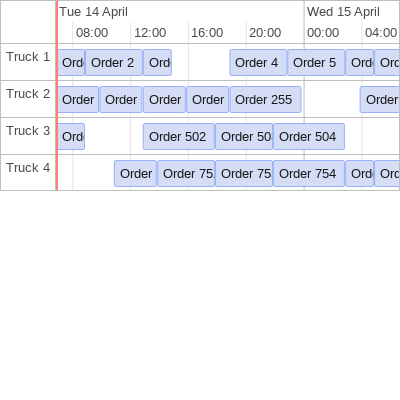 Tue 14 April Wed 15 April
08:00 12:00 16:00 20:00 00:00 04:00
Truck 1 Ord Order 2 Ord Order 4 Order 5 Ord Ord
Truck 2 Order Order Order Order Order 255 Order
Truck 3 Ord Order 502 Order 50 Order 504
Truck 4 Order Order 75 Order 75 Order 754 Ord Ord